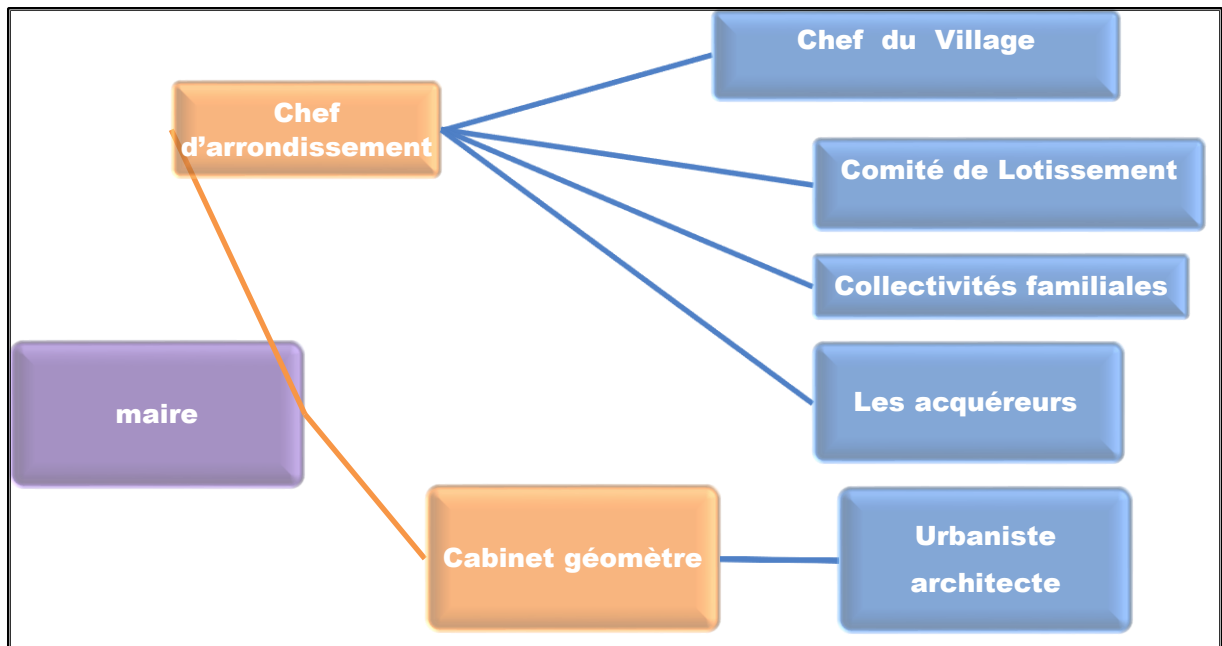 Chef du Village
Chef
d’arrondissement
Comité de Lotissement
Collectivités familiales
maire
Les acquéreurs
Cabinet géomètre
Urbaniste
architecte